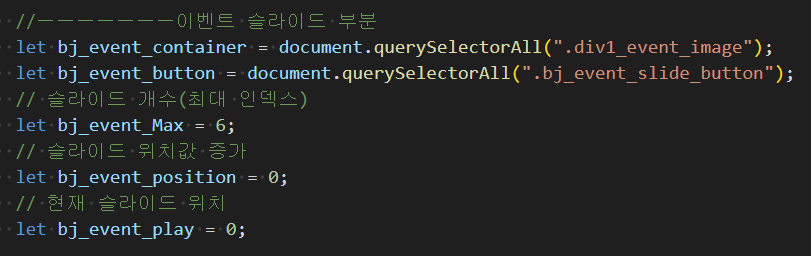 //ㅡㅡㅡㅡㅡㅡㅡ이벤트 슬라이드 부분
let bj_event_container = document.querySelectorAll(".div1_event_image");
let bj_event_button = document.querySelectorAll(".bj_event_slide_button");
// 슬라이드 개수(최대 인덱스)
let bj_event_Max = 6;
// 슬라이드 위치값 증가
let bj_event_position = 0;
// 현재 슬라이드 위치
let bj_event_play = 0;